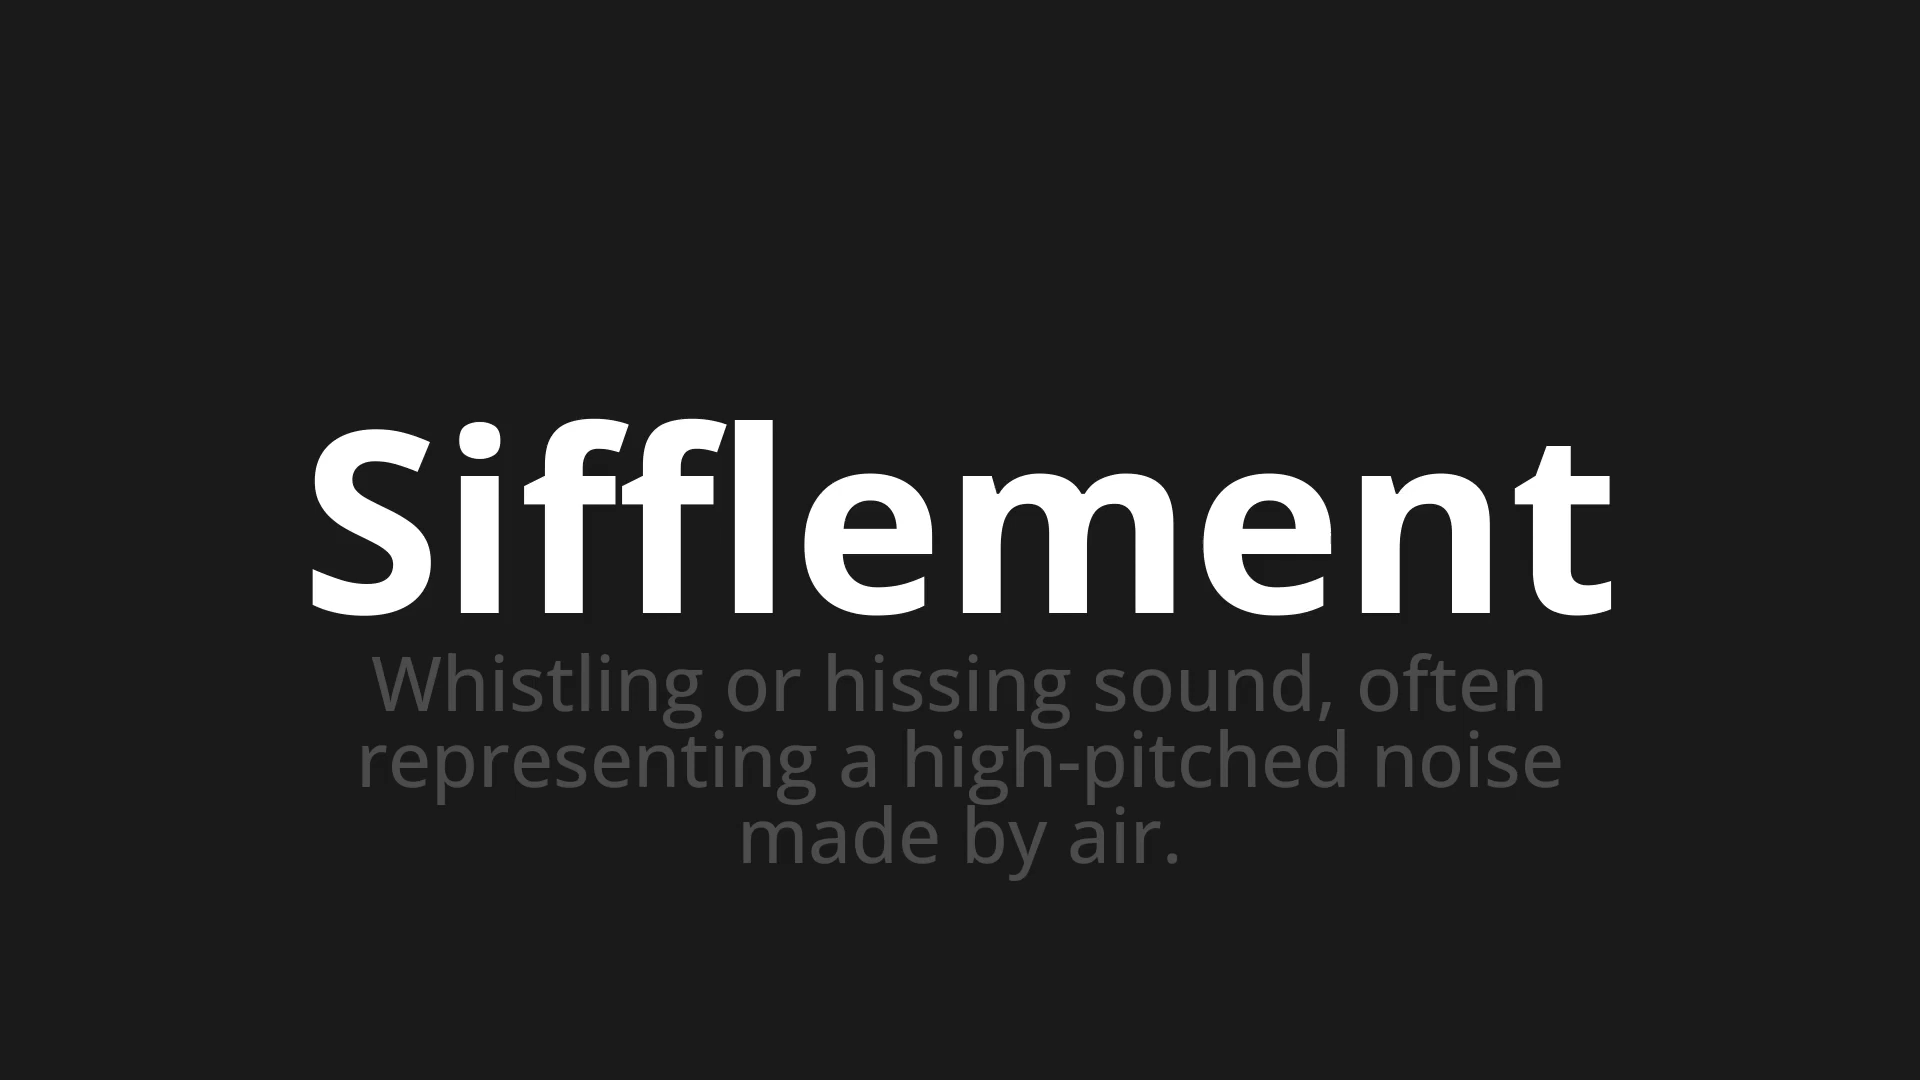 Sifflement
Whistling or hissing sound, often
representing a high-pitched noise
made by air.